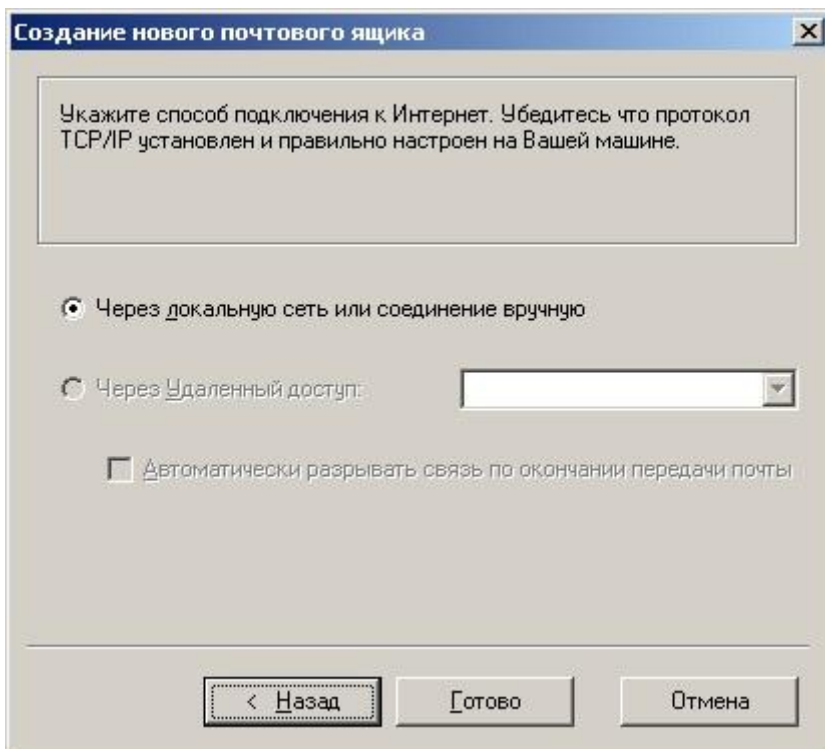 Создание нового почтового ящика
Укажите способ подключения к Интернет. Убедитесь что протокол
TCP/IP установлен и правильно настроен на Вашей машине.
Через локальную сеть или соединение вручную
Через Удаленный доступ:
Автоматически разрывать связь по окончании передачи почты
< Назад
Готово
Отмена